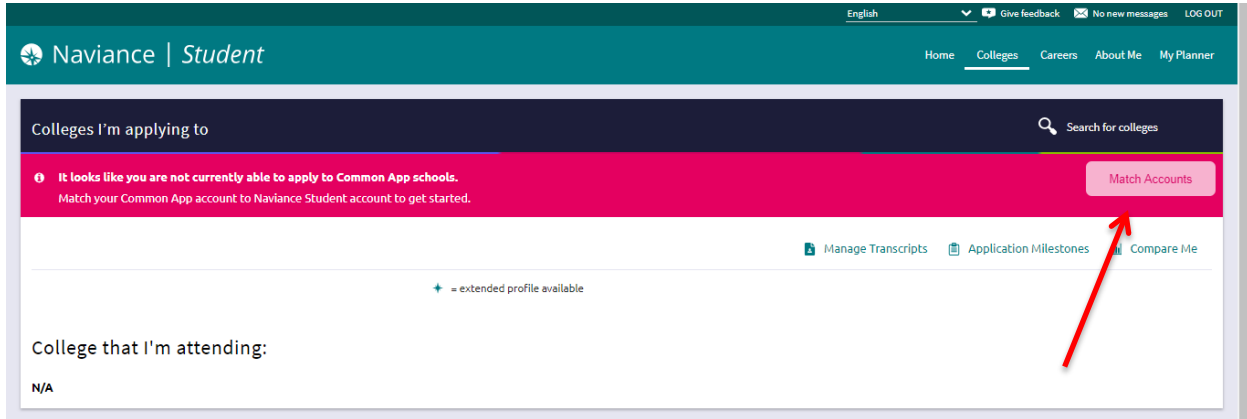 English Give feedback No new messages LOG OUT
Naviance | Student
Home Colleges Careers About Me My Planner
Colleges I'm applying to
Search for colleges
It looks like you are not currently able to apply to Common App schools.
Match your Common App account to Naviance Student account to get started.
Match Accounts
Manage Transcripts Application Milestones Compare Me
= extended profile available
College that I'm attending:
N/A